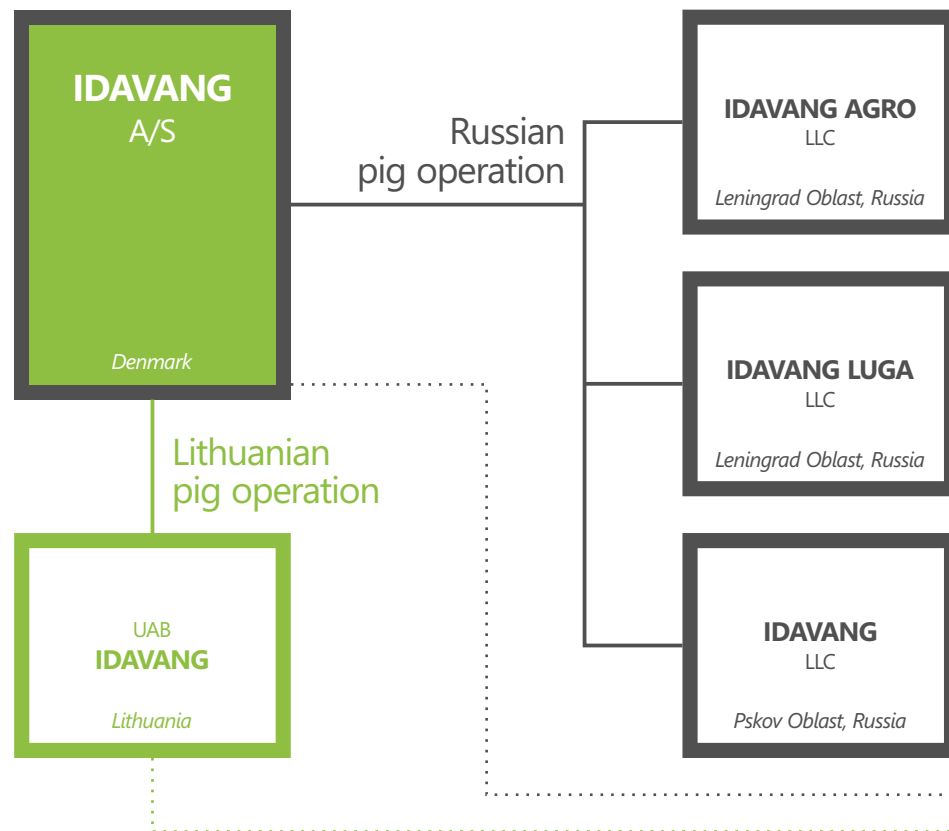 IDAVANG
A/S
Denmark
Russian
pig operation
IDAVANG AGRO
LLC
Leningrad Oblast, Russia
IDAVANG LUGA
LLC
Leningrad Oblast, Russia
Lithuanian
pig operation
UAB
IDAVANG
Lithuania
IDAVANG
LLC
Pskov Oblast, Russia